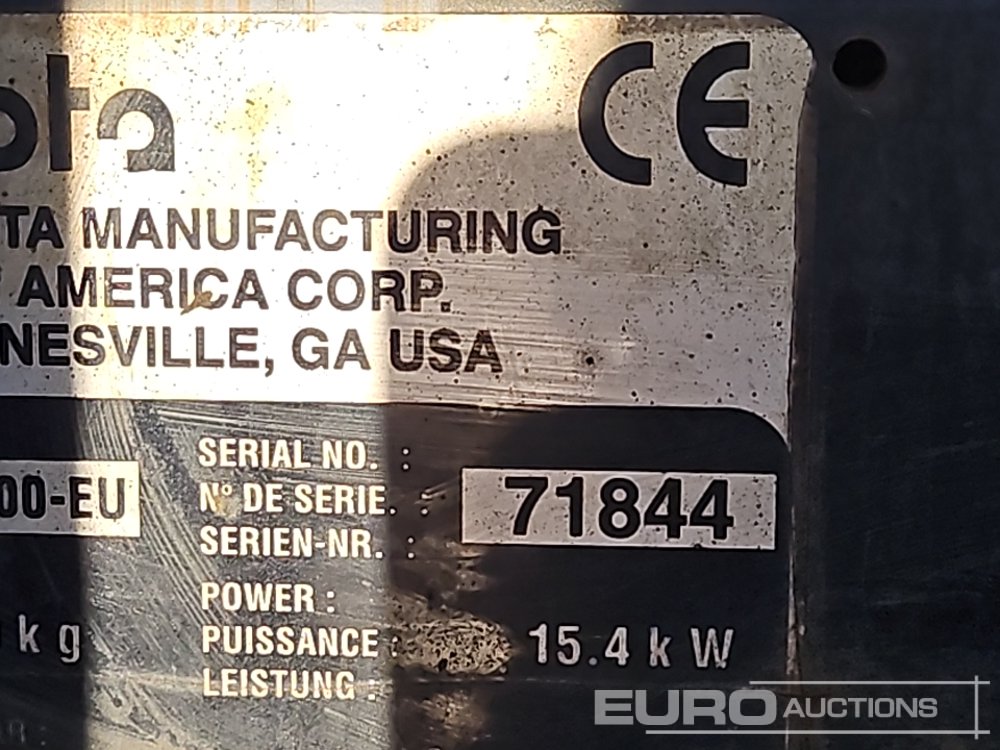 ota CE
TA MANUFACTURING
AMERICA CORP.
NESVILLE, GA USA
SERIAL NO. :
00-EU N° DE SERIE. : 71844
SERIEN-NR. :
POWER :
kg PUISSANCE : 15.4 kW
LEISTUNG :
EURO AUCTIONS